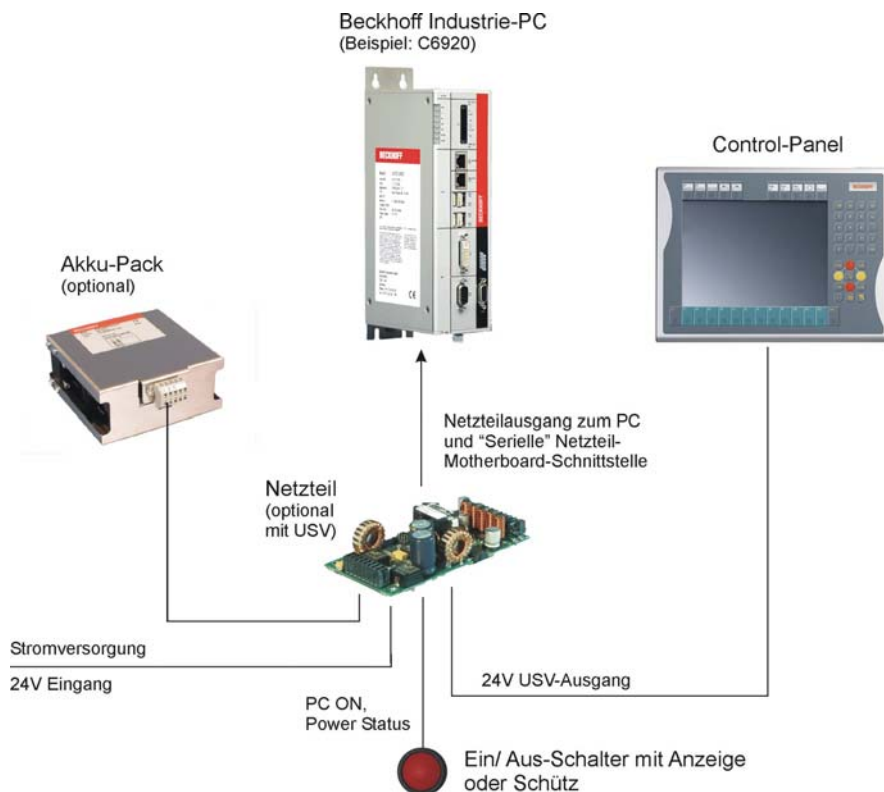 Beckhoff Industrie-PC
(Beispiel: C6920)
Control-Panel
Akku-Pack
(optional)
BECKHOFF
BECKHOFF
Netzteilausgang zum PC
und "Serielle" Netzteil-
Motherboard-Schnittstelle
Netzteil
(optional
mit USV)
Stromversorgung
24V Eingang
24V USV-Ausgang
PC ON,
Power Status
Ein/ Aus-Schalter mit Anzeige
oder Schütz